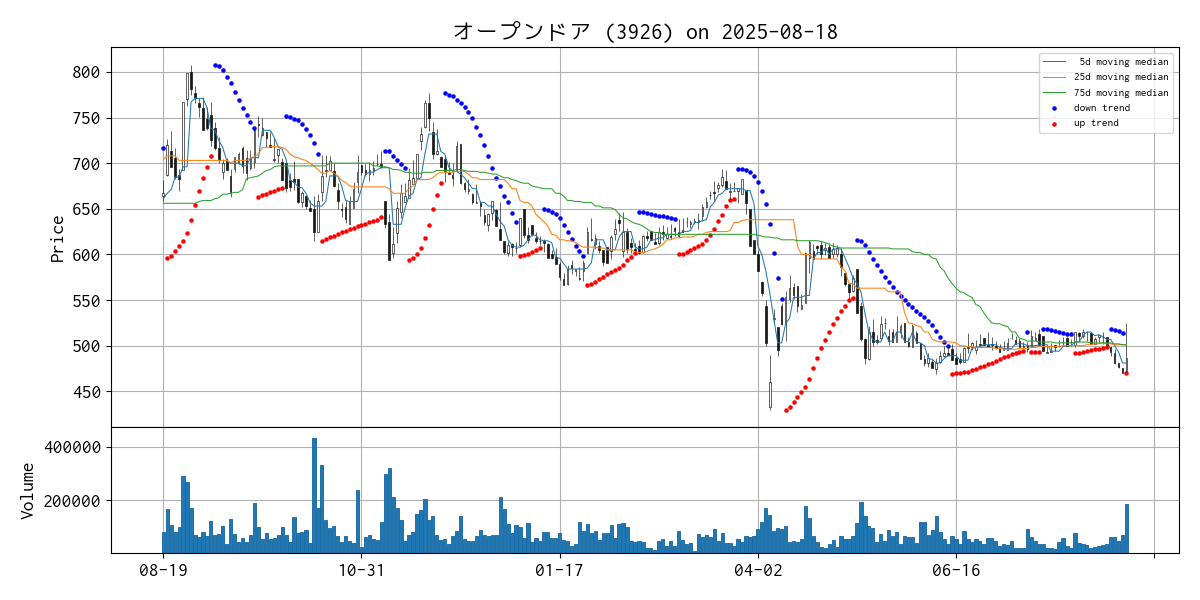 オープンドア (3926) on 2025-08-18
5d moving median
25d moving median
75d moving median
down trend
up trend
Price
800
750
700
650
600
550
500
450
Volume
400000
200000
08-19 10-31 01-17 04-02 06-16